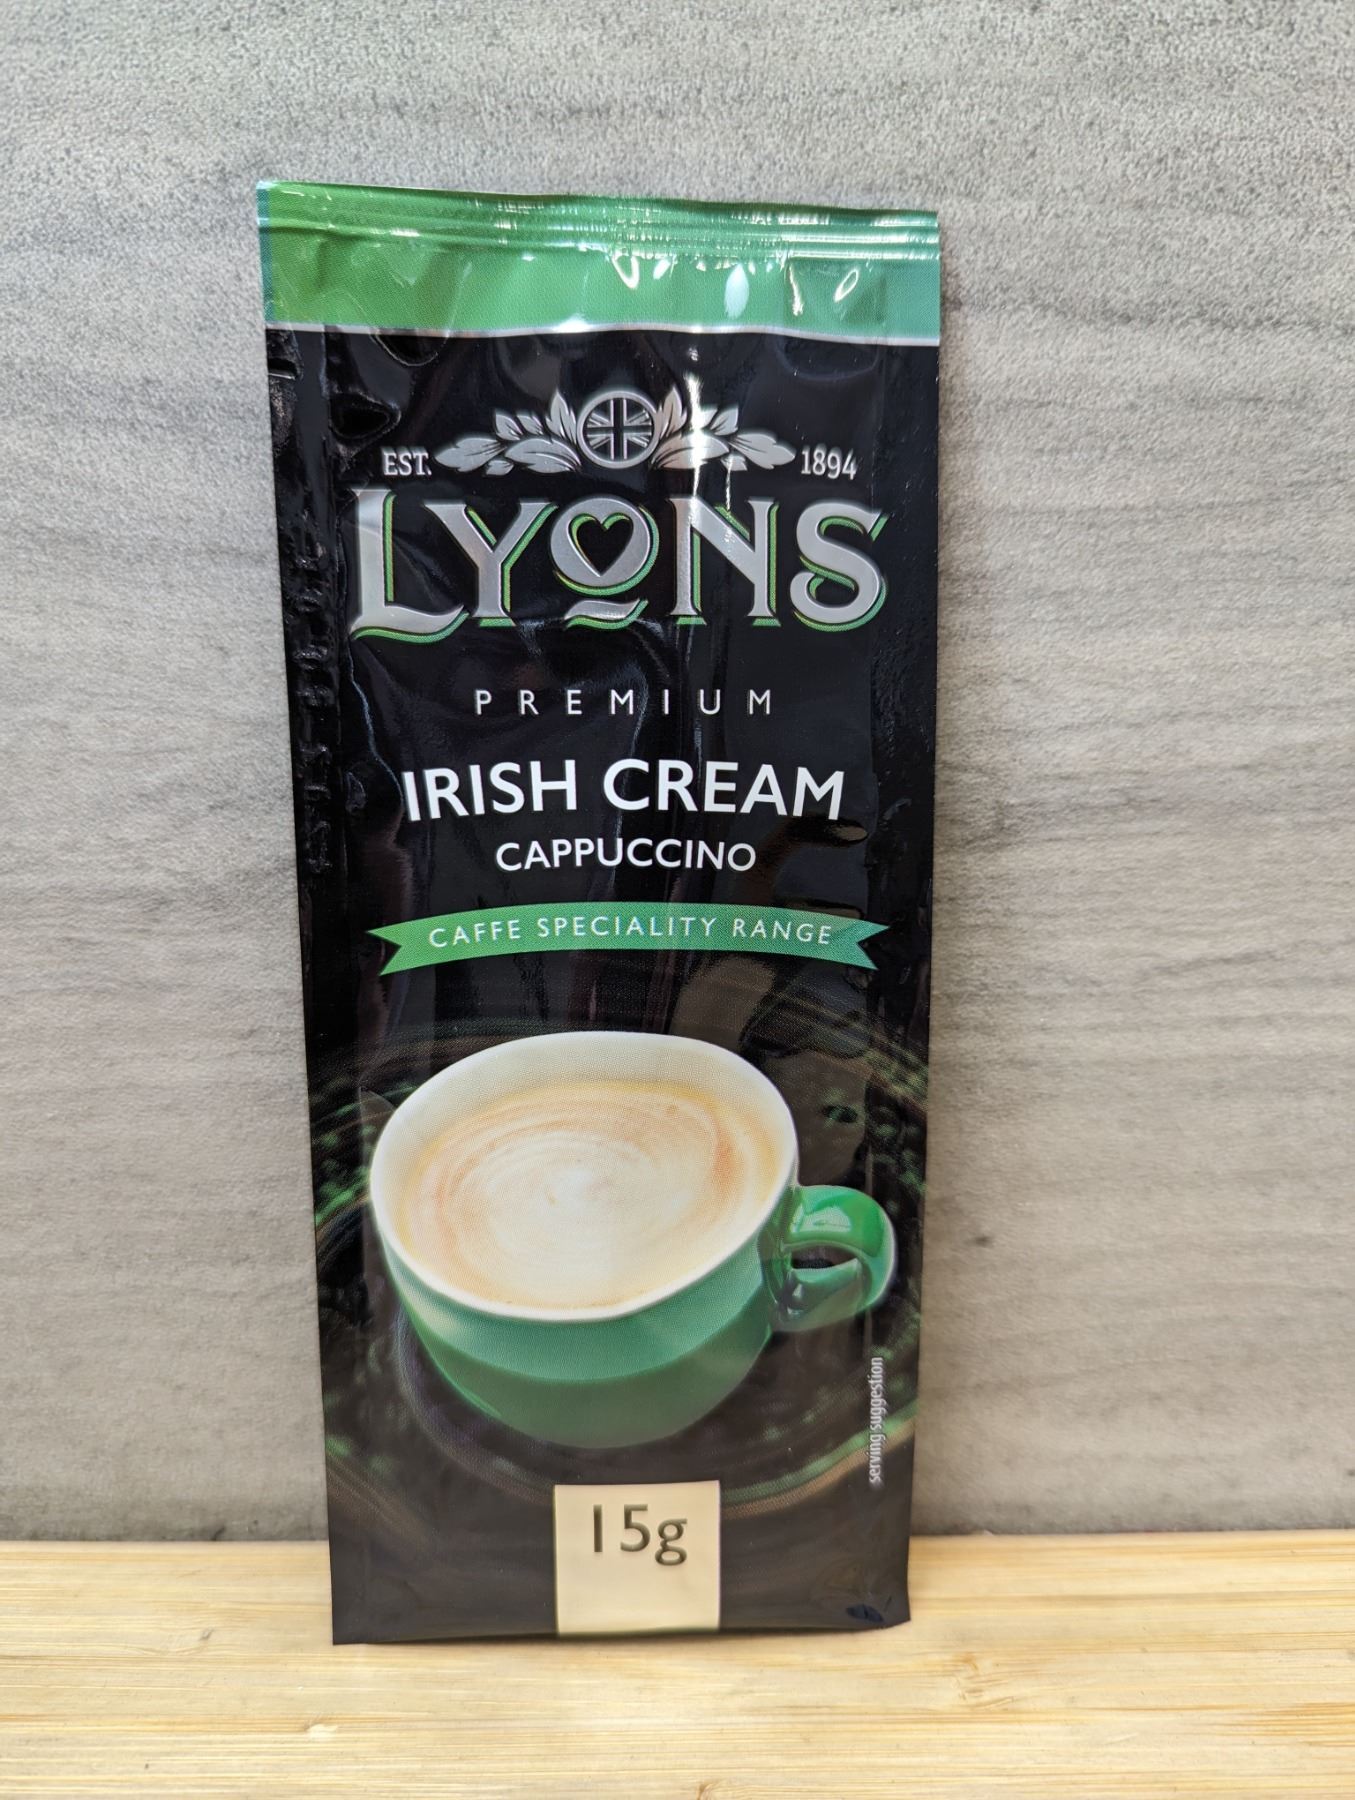 EST. 1894
LYONS
PREMIUM
IRISH CREAM
CAPPUCCINO
CAFFE SPECIALITY RANGE
serving suggestion
15g